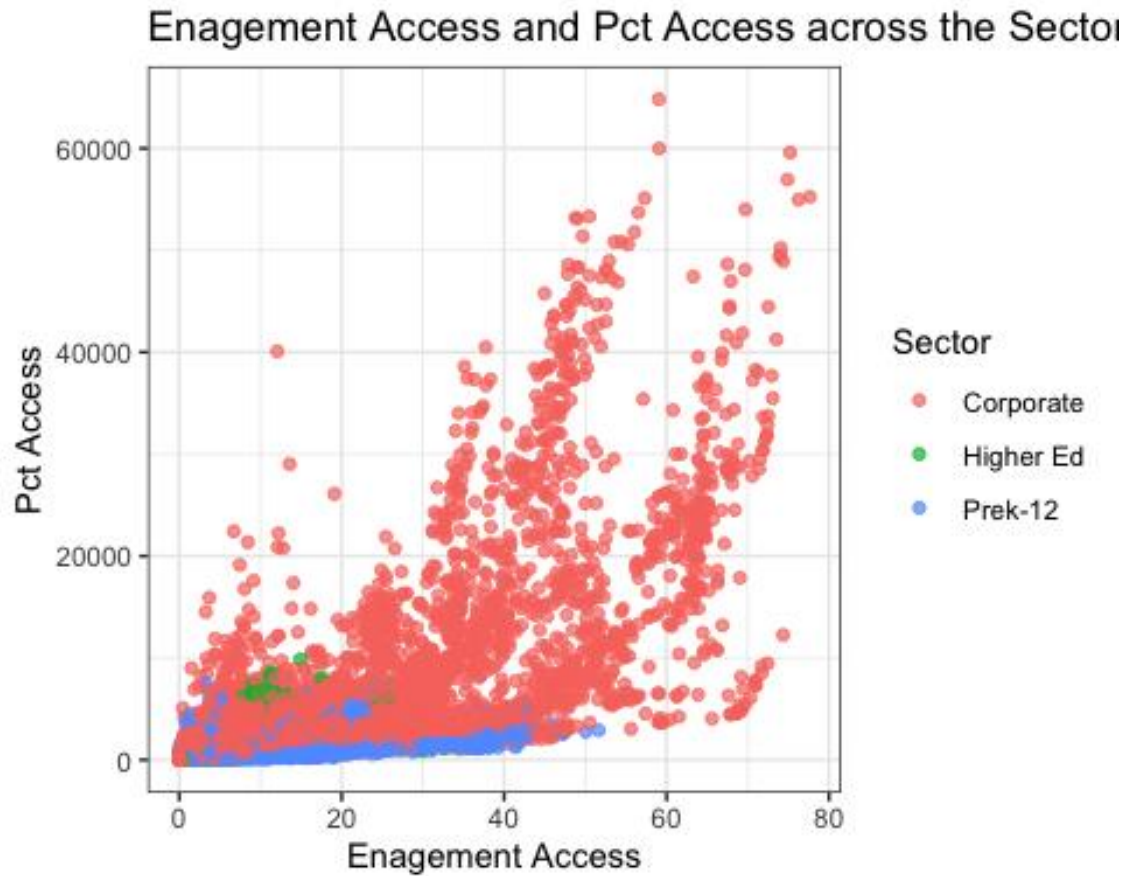 Enagement Access and Pct Access across the Sector
60000
40000
20000
0
Pct Access
0 20 40 60 80
Enagement Access
Sector
Corporate
Higher Ed
Prek-12